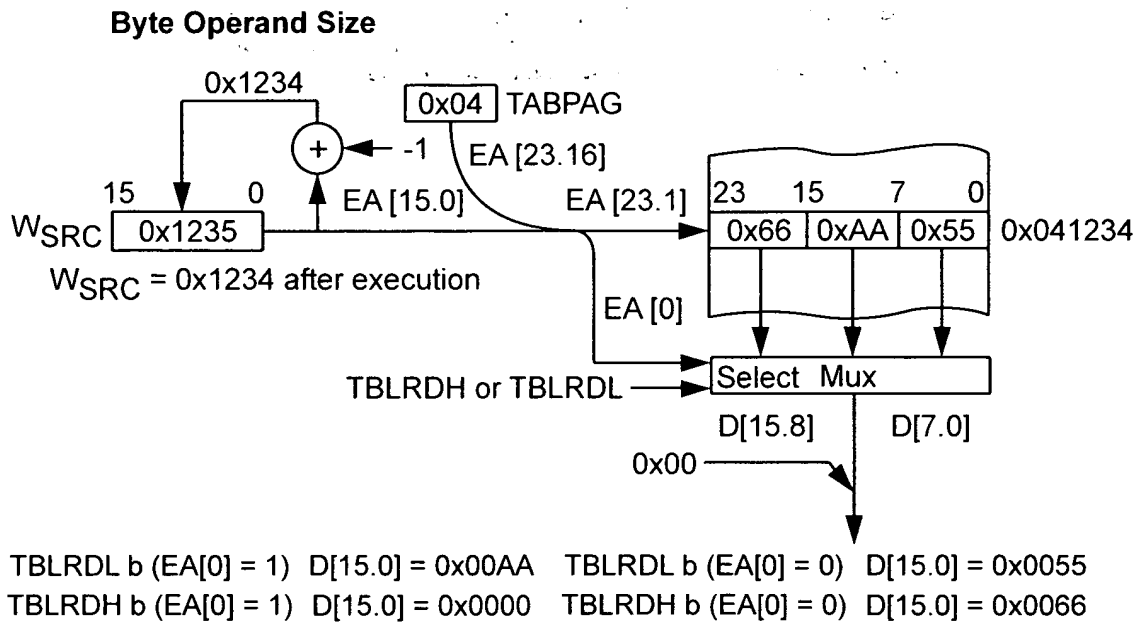 Byte Operand Size
0x1234
0x04 TABPAG
+ -1
EA [23.16]
15 0 EA [15.0] EA [23.1] 23 15 7 0
WSRC 0x1235 0x66 0xAA 0x55 0x041234
WSRC = 0x1234 after execution
EA [0]
TBLRDH or TBLRDL Select Mux
D[15.8] D[7.0]
0x00
TBLRDL b (EA[0] = 1) D[15.0] = 0x00AA TBLRDL b (EA[0] = 0) D[15.0] = 0x0055
TBLRDH b (EA[0] = 1) D[15.0] = 0x0000 TBLRDH b (EA[0] = 0) D[15.0] = 0x0066